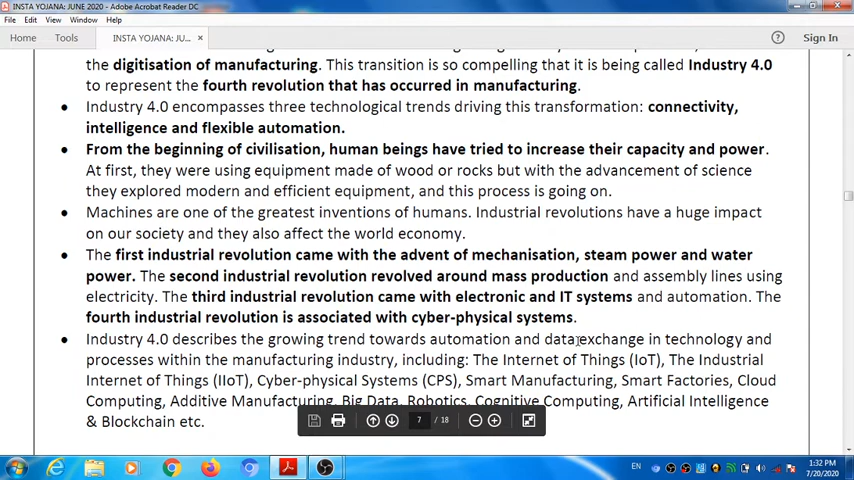 INSTA YOJANA: JUNE 2020 - Adobe Acrobat Reader DC
File Edit View Window Help
Home Tools INSTA YOJANA: JU... × Sign In
the digitisation of manufacturing. This transition is so compelling that it is being called Industry 4.0
to represent the fourth revolution that has occurred in manufacturing.
• Industry 4.0 encompasses three technological trends driving this transformation: connectivity,
intelligence and flexible automation.
• From the beginning of civilisation, human beings have tried to increase their capacity and power.
At first, they were using equipment made of wood or rocks but with the advancement of science
they explored modern and efficient equipment, and this process is going on.
• Machines are one of the greatest inventions of humans. Industrial revolutions have a huge impact
on our society and they also affect the world economy.
• The first industrial revolution came with the advent of mechanisation, steam power and water
power. The second industrial revolution revolved around mass production and assembly lines using
electricity. The third industrial revolution came with electronic and IT systems and automation. The
fourth industrial revolution is associated with cyber-physical systems.
• Industry 4.0 describes the growing trend towards automation and data exchange in technology and
processes within the manufacturing industry, including: The Internet of Things (IoT), The Industrial
Internet of Things (IIoT), Cyber-physical Systems (CPS), Smart Manufacturing, Smart Factories, Cloud
Computing, Additive Manufacturing, Big Data, Robotics, Cognitive Computing, Artificial Intelligence
& Blockchain etc.
7 / 18
EN 1:32 PM
7/20/2020